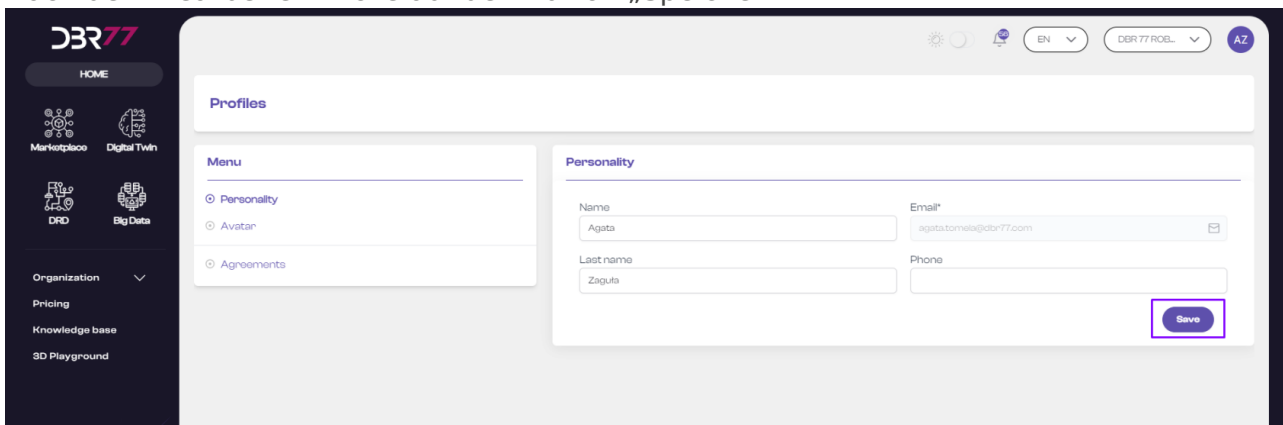 DBR77
EN
DBR 77 ROB...
AZ
HOME
Marketplace
Digital Twin
DRD
Big Data
Organization
Pricing
Knowledge base
3D Playground
Profiles
Menu
Personality
Avatar
Agreements
Personality
Name
Email*
Agata
agata.tomela@dbr77.com
Last name
Phone
Zaguła
Save